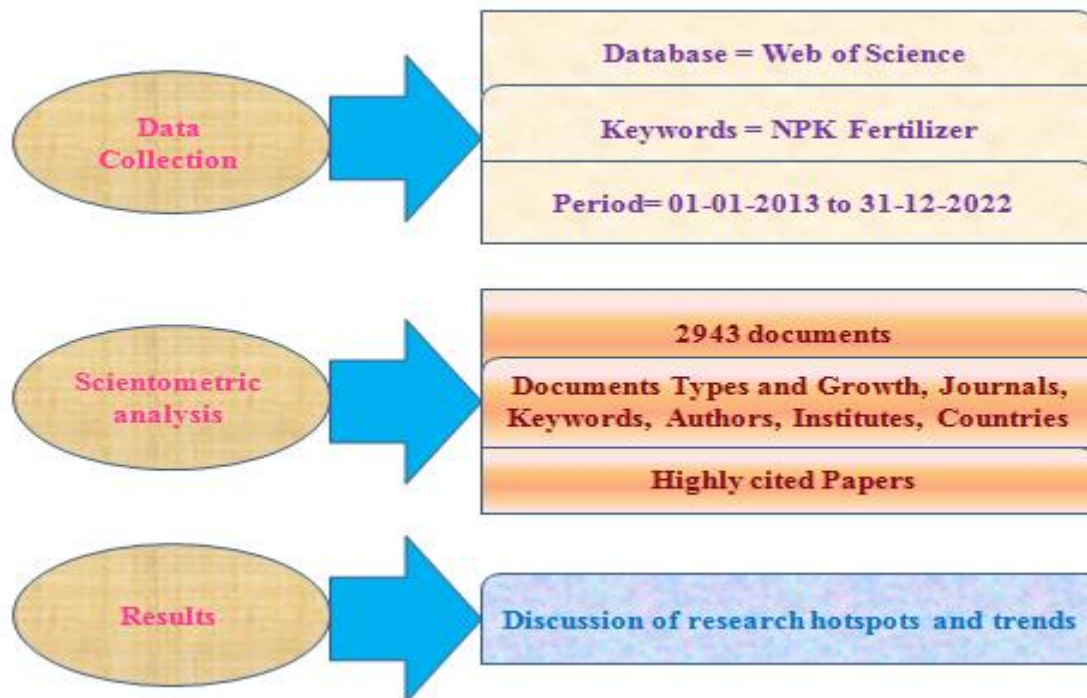 Data
Collection
Database = Web of Science
Keywords = NPK Fertilizer
Period= 01-01-2013 to 31-12-2022
Scientometric
analysis
2943 documents
Documents Types and Growth, Journals,
Keywords, Authors, Institutes, Countries
Highly cited Papers
Results
Discussion of research hotspots and trends